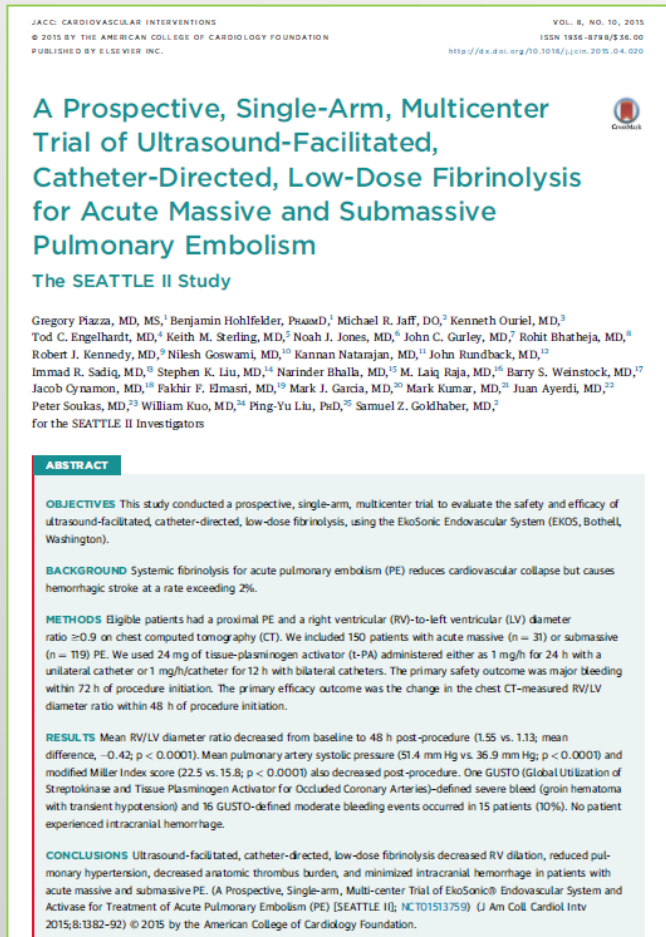 JACC: CARDIOVASCULAR INTERVENTIONS
VOL. 8, NO. 10, 2015
© 2015 BY THE AMERICAN COLLEGE OF CARDIOLOGY FOUNDATION
ISSN 1936-8798/$36.00
PUBLISHED BY ELSEVIER INC.
http://dx.doi.org/10.1016/j.jcin.2015.04.020
A Prospective, Single-Arm, Multicenter
Trial of Ultrasound-Facilitated,
Catheter-Directed, Low-Dose Fibrinolysis
for Acute Massive and Submassive
Pulmonary Embolism
CrossMark
The SEATTLE II Study
Gregory Piazza, MD, MS,¹ Benjamin Hohlfelder, PHARMD,¹ Michael R. Jaff, DO,² Kenneth Ouriel, MD,³
Tod C. Engelhardt, MD,⁴ Keith M. Sterling, MD,⁵ Noah J. Jones, MD,⁶ John C. Gurley, MD,⁷ Rohit Bhatheja, MD,⁸
Robert J. Kennedy, MD,⁹ Nilesh Goswami, MD,¹⁰ Kannan Natarajan, MD,¹¹ John Rundback, MD,¹²
Immad R. Sadiq, MD,¹³ Stephen K. Liu, MD,¹⁴ Narinder Bhalla, MD,¹⁵ M. Laiq Raja, MD,¹⁶ Barry S. Weinstock, MD,¹⁷
Jacob Cynamon, MD,¹⁸ Fakhir F. Elmasri, MD,¹⁹ Mark J. Garcia, MD,²⁰ Mark Kumar, MD,²¹ Juan Ayerdi, MD,²²
Peter Soukas, MD,²³ William Kuo, MD,²⁴ Ping-Yu Liu, PHD,²⁵ Samuel Z. Goldhaber, MD,²
for the SEATTLE II Investigators
ABSTRACT
OBJECTIVES This study conducted a prospective, single-arm, multicenter trial to evaluate the safety and efficacy of
ultrasound-facilitated, catheter-directed, low-dose fibrinolysis, using the EkoSonic Endovascular System (EKOS, Bothell,
Washington).
BACKGROUND Systemic fibrinolysis for acute pulmonary embolism (PE) reduces cardiovascular collapse but causes
hemorrhagic stroke at a rate exceeding 2%.
METHODS Eligible patients had a proximal PE and a right ventricular (RV)-to-left ventricular (LV) diameter
ratio ≥0.9 on chest computed tomography (CT). We included 150 patients with acute massive (n = 31) or submassive
(n = 119) PE. We used 24 mg of tissue-plasminogen activator (t-PA) administered either as 1 mg/h for 24 h with a
unilateral catheter or 1 mg/h/catheter for 12 h with bilateral catheters. The primary safety outcome was major bleeding
within 72 h of procedure initiation. The primary efficacy outcome was the change in the chest CT-measured RV/LV
diameter ratio within 48 h of procedure initiation.
RESULTS Mean RV/LV diameter ratio decreased from baseline to 48 h post-procedure (1.55 vs. 1.13; mean
difference, −0.42; p < 0.0001). Mean pulmonary artery systolic pressure (51.4 mm Hg vs. 36.9 mm Hg; p < 0.0001) and
modified Miller Index score (22.5 vs. 15.8; p < 0.0001) also decreased post-procedure. One GUSTO (Global Utilization of
Streptokinase and Tissue Plasminogen Activator for Occluded Coronary Arteries)–defined severe bleed (groin hematoma
with transient hypotension) and 16 GUSTO-defined moderate bleeding events occurred in 15 patients (10%). No patient
experienced intracranial hemorrhage.
CONCLUSIONS Ultrasound-facilitated, catheter-directed, low-dose fibrinolysis decreased RV dilation, reduced pul-
monary hypertension, decreased anatomic thrombus burden, and minimized intracranial hemorrhage in patients with
acute massive and submassive PE. (A Prospective, Single-arm, Multi-center Trial of EkoSonic® Endovascular System and
Activase for Treatment of Acute Pulmonary Embolism (PE) [SEATTLE II]; NCT01513759) (J Am Coll Cardiol Intv
2015;8:1382–92) © 2015 by the American College of Cardiology Foundation.